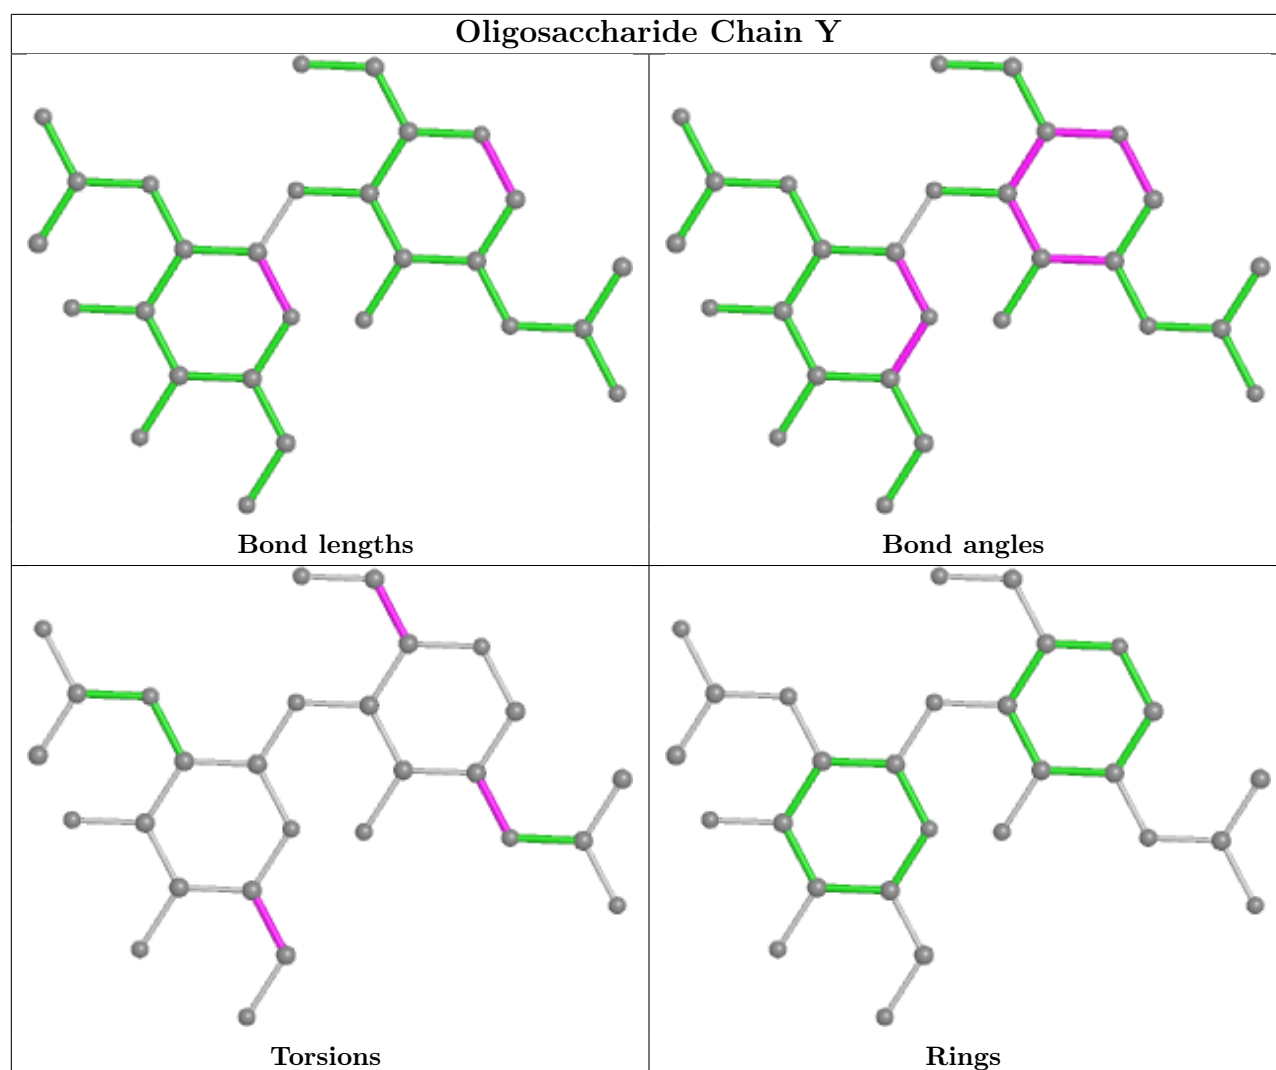 Oligosaccharide Chain Y
Bond lengths
Bond angles
Torsions
Rings